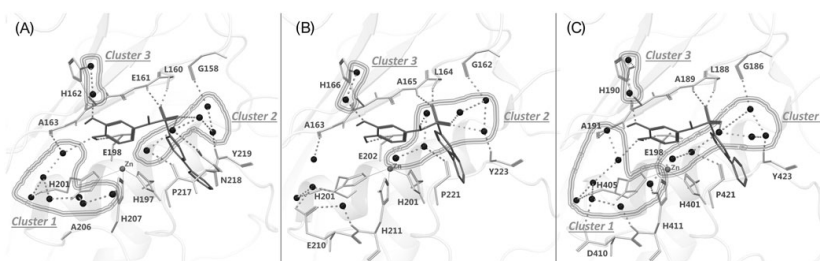 (A)
Cluster 3
L160
G158
E161
H162
A163
Cluster 2
E198
Zn
Y219
H201
H197
N218
P217
Cluster 1
H207
A206
(B)
Cluster 3
L164
G162
A165
H166
A163
Cluster 2
E202
Zn
Y223
H201
H201
P221
E210
H211
(C)
Cluster 3
L188
G186
A189
H190
Cluster
A191
E198
Zn
Y423
H405
H401
P421
Cluster 1
H411
D410